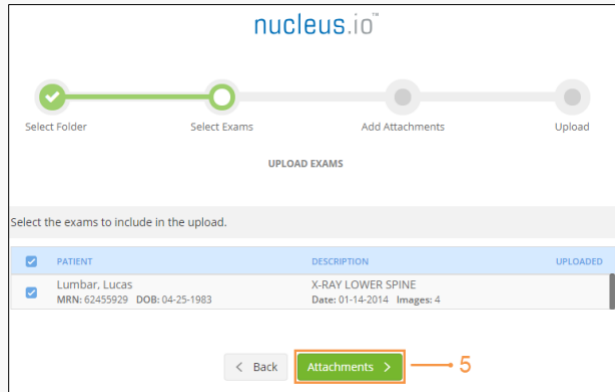 nucleus.io™
Select Folder Select Exams Add Attachments Upload
UPLOAD EXAMS
Select the exams to include in the upload.
PATIENT DESCRIPTION UPLOADED
Lumbar, Lucas X-RAY LOWER SPINE
MRN: 62455929 DOB: 04-25-1983 Date: 01-14-2014 Images: 4
< Back Attachments > 5